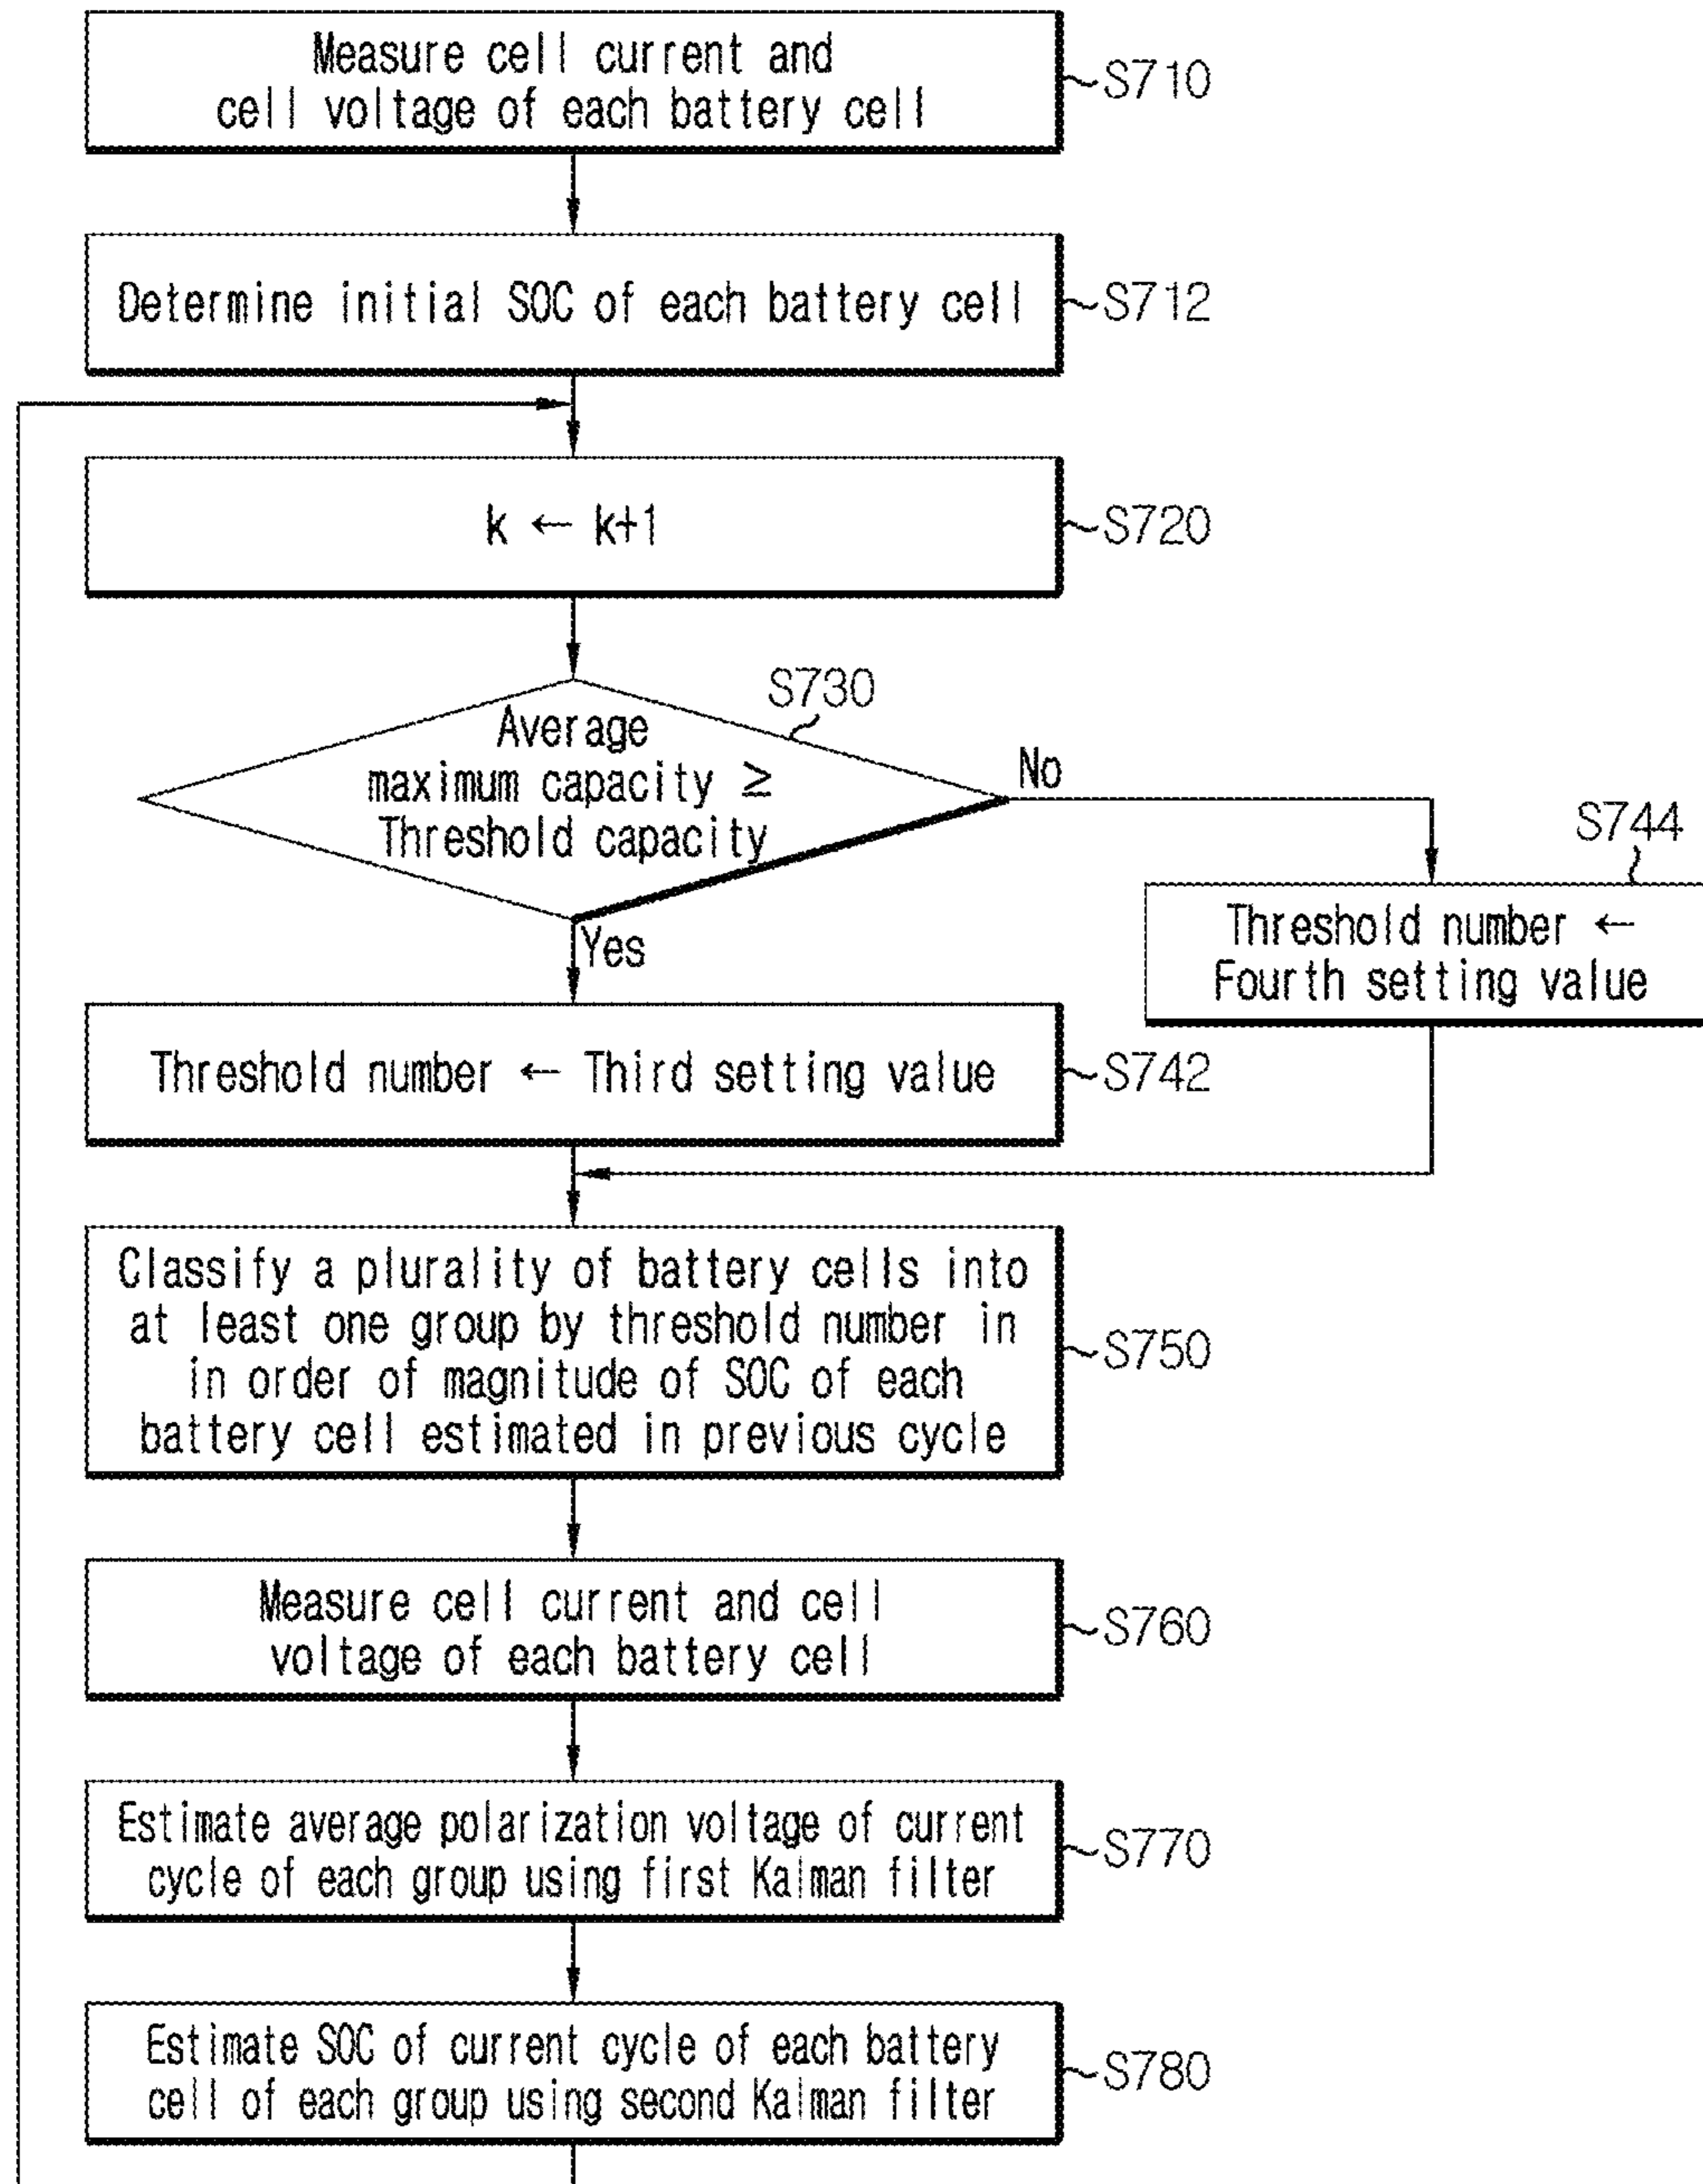 Measure cell current and
cell voltage of each battery cell
S710
Determine initial SOC of each battery cell
S712
k ← k+1
S720
S730
Average
maximum capacity ≥
Threshold capacity
No
Yes
S744
Threshold number ←
Fourth setting value
Threshold number ← Third setting value
S742
Classify a plurality of battery cells into
at least one group by threshold number in
in order of magnitude of SOC of each
battery cell estimated in previous cycle
S750
Measure cell current and cell
voltage of each battery cell
S760
Estimate average polarization voltage of current
cycle of each group using first Kalman filter
S770
Estimate SOC of current cycle of each battery
cell of each group using second Kalman filter
S780